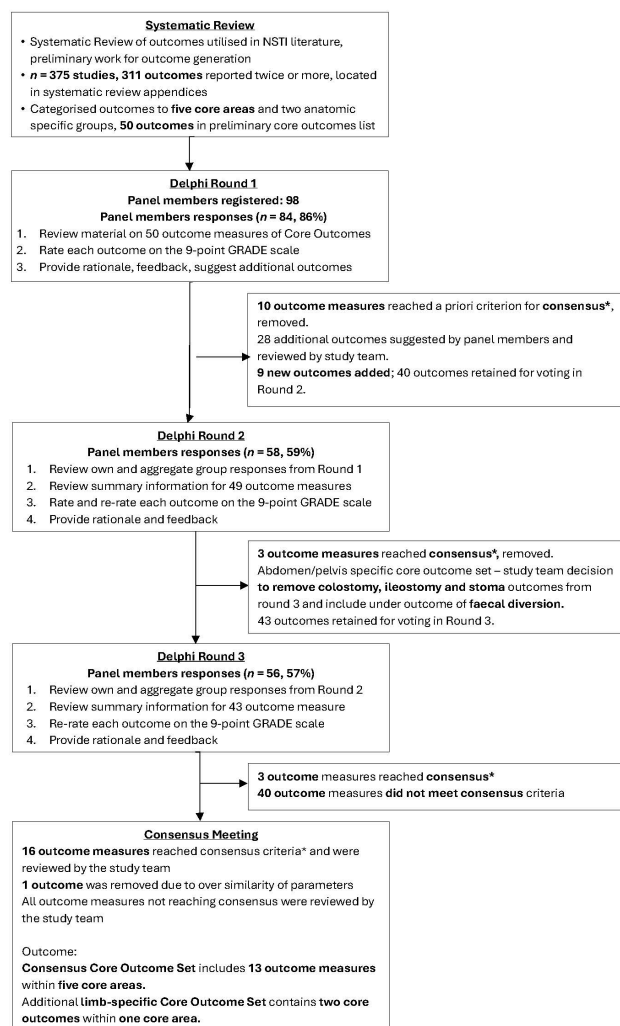 Systematic Review
• Systematic Review of outcomes utilised in NSTI literature,
preliminary work for outcome generation
• n = 375 studies, 311 outcomes reported twice or more, located
in systematic review appendices
• Categorised outcomes to five core areas and two anatomic
specific groups, 50 outcomes in preliminary core outcomes list
Delphi Round 1
Panel members registered: 98
Panel members responses (n = 84, 86%)
1. Review material on 50 outcome measures of Core Outcomes
2. Rate each outcome on the 9-point GRADE scale
3. Provide rationale, feedback, suggest additional outcomes
10 outcome measures reached a priori criterion for consensus*,
removed.
28 additional outcomes suggested by panel members and
reviewed by study team.
9 new outcomes added; 40 outcomes retained for voting in
Round 2.
Delphi Round 2
Panel members responses (n = 58, 59%)
1. Review own and aggregate group responses from Round 1
2. Review summary information for 49 outcome measures
3. Rate and re-rate each outcome on the 9-point GRADE scale
4. Provide rationale and feedback
3 outcome measures reached consensus*, removed.
Abdomen/pelvis specific core outcome set – study team decision
to remove colostomy, ileostomy and stoma outcomes from
round 3 and include under outcome of faecal diversion.
43 outcomes retained for voting in Round 3.
Delphi Round 3
Panel members responses (n = 56, 57%)
1. Review own and aggregate group responses from Round 2
2. Review summary information for 43 outcome measure
3. Re-rate each outcome on the 9-point GRADE scale
4. Provide rationale and feedback
3 outcome measures reached consensus*
40 outcome measures did not meet consensus criteria
Consensus Meeting
16 outcome measures reached consensus criteria* and were
reviewed by the study team
1 outcome was removed due to over similarity of parameters
All outcome measures not reaching consensus were reviewed by
the study team
Outcome:
Consensus Core Outcome Set includes 13 outcome measures
within five core areas.
Additional limb-specific Core Outcome Set contains two core
outcomes within one core area.